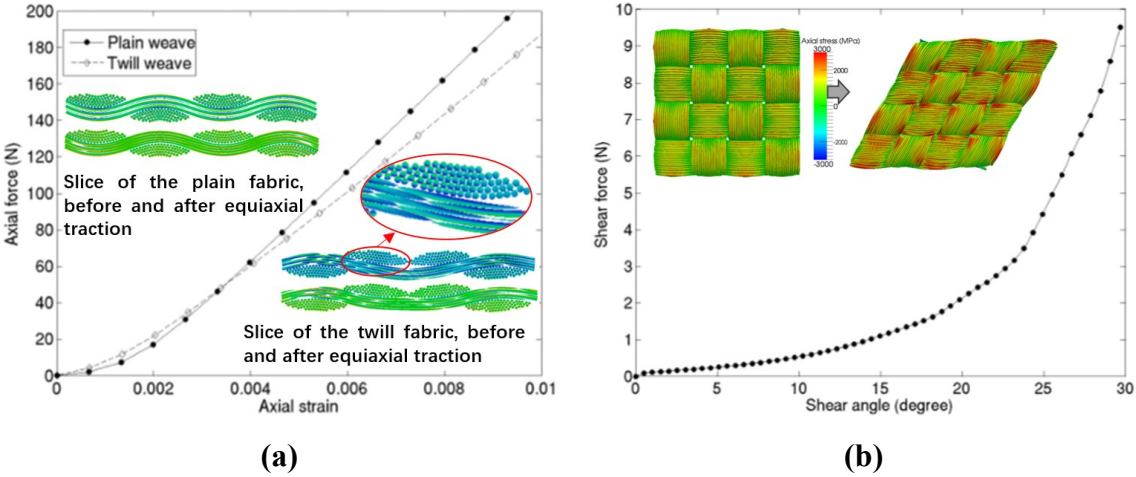 200
180
160
140
120
100
80
60
40
20
0
Axial force (N)
Plain weave
Twill weave
Slice of the plain fabric,
before and after equiaxial
traction
Slice of the twill fabric, before
and after equiaxial traction
0 0.002 0.004 0.006 0.008 0.01
Axial strain
(a)
10
9
8
7
6
5
4
3
2
1
0
Shear force (N)
Axial stress (MPa)
3000
2000
0
-2000
-3000
0 5 10 15 20 25 30
Shear angle (degree)
(b)